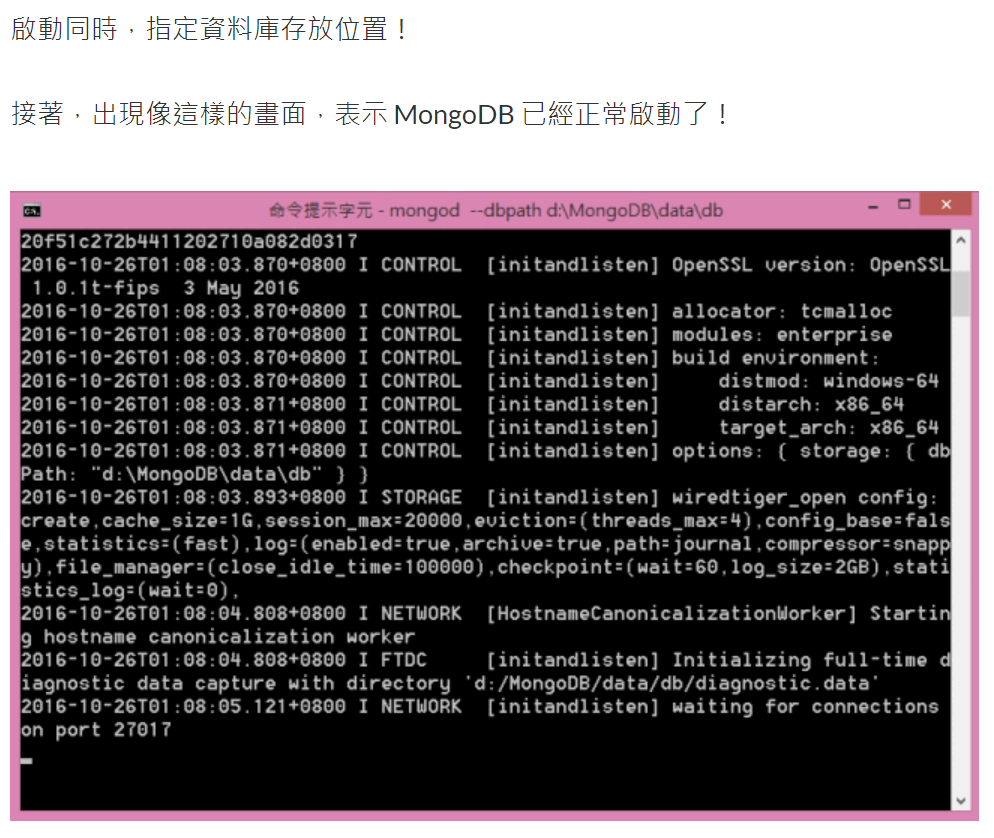 啟動同時，指定資料庫存放位置！
接著，出現像這樣的畫面，表示 MongoDB 已經正常啟動了！
命令提示字元 - mongod  --dbpath d:\MongoDB\data\db
20f51c272b4411202710a082d0317
2016-10-26T01:08:03.870+0800 I CONTROL  [initandlisten] OpenSSL version: OpenSSL
 1.0.1t-fips  3 May 2016
2016-10-26T01:08:03.870+0800 I CONTROL  [initandlisten] allocator: tcmalloc
2016-10-26T01:08:03.870+0800 I CONTROL  [initandlisten] modules: enterprise
2016-10-26T01:08:03.870+0800 I CONTROL  [initandlisten] build environment:
2016-10-26T01:08:03.870+0800 I CONTROL  [initandlisten]     distmod: windows-64
2016-10-26T01:08:03.871+0800 I CONTROL  [initandlisten]     distarch: x86_64
2016-10-26T01:08:03.871+0800 I CONTROL  [initandlisten]     target_arch: x86_64
2016-10-26T01:08:03.871+0800 I CONTROL  [initandlisten] options: { storage: { db
Path: "d:\MongoDB\data\db" } }
2016-10-26T01:08:03.893+0800 I STORAGE  [initandlisten] wiredtiger_open config:
create,cache_size=1G,session_max=20000,eviction=(threads_max=4),config_base=fals
e,statistics=(fast),log=(enabled=true,archive=true,path=journal,compressor=snapp
y),file_manager=(close_idle_time=100000),checkpoint=(wait=60,log_size=2GB),stati
stics_log=(wait=0),
2016-10-26T01:08:04.808+0800 I NETWORK  [HostnameCanonicalizationWorker] Startin
g hostname canonicalization worker
2016-10-26T01:08:04.808+0800 I FTDC     [initandlisten] Initializing full-time d
iagnostic data capture with directory 'd:/MongoDB/data/db/diagnostic.data'
2016-10-26T01:08:05.121+0800 I NETWORK  [initandlisten] waiting for connections
on port 27017